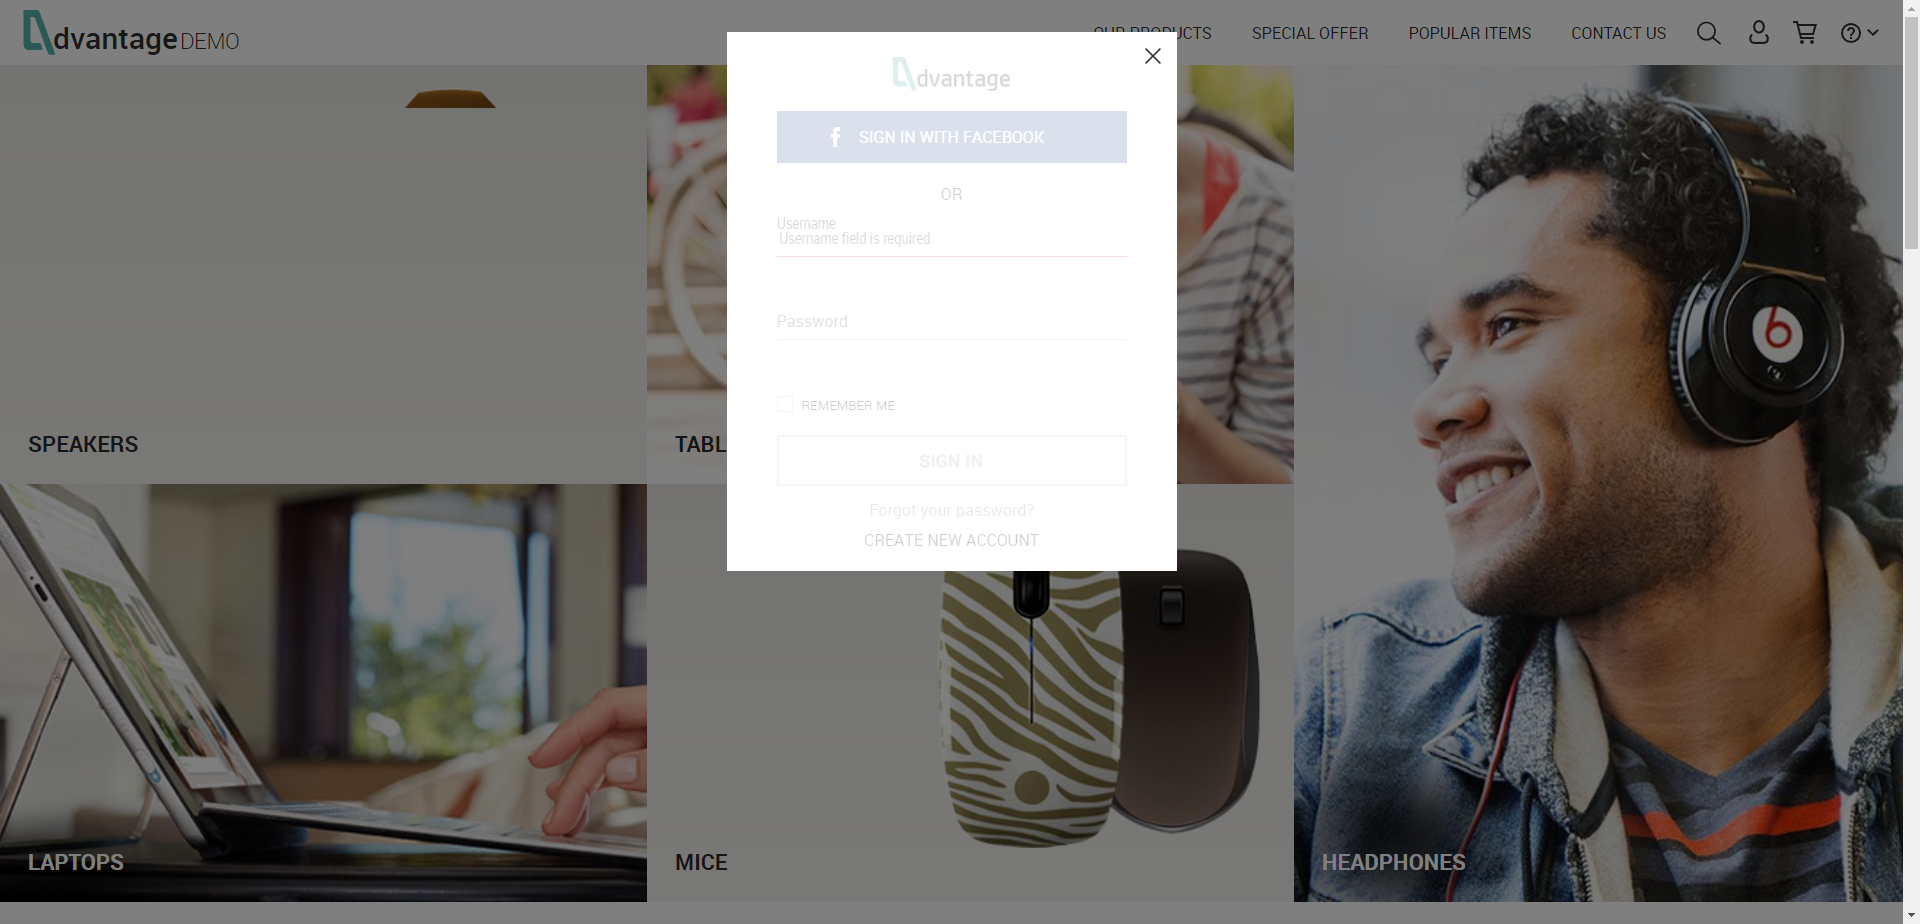 dvantage DEMO
OUR PRODUCTS
SPECIAL OFFER
POPULAR ITEMS
CONTACT US
dvantage
f SIGN IN WITH FACEBOOK
OR
Username
Username field is required
Password
REMEMBER ME
SIGN IN
Forgot your password?
CREATE NEW ACCOUNT
SPEAKERS
TABL
LAPTOPS
MICE
HEADPHONES